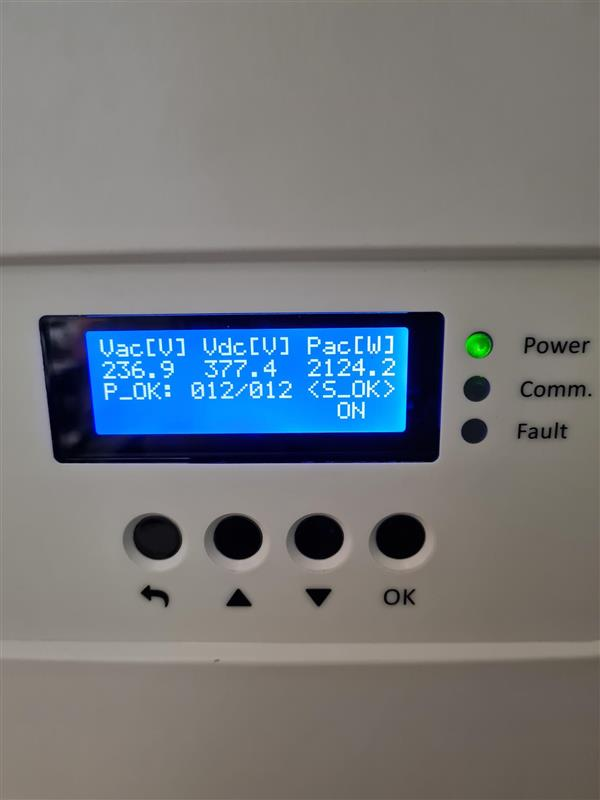 Vac[V] Vdc[V] Pac[W]
236.9 377.4 2124.2
P_OK: 012/012 <S_OK>
ON
Power
Comm.
Fault
OK